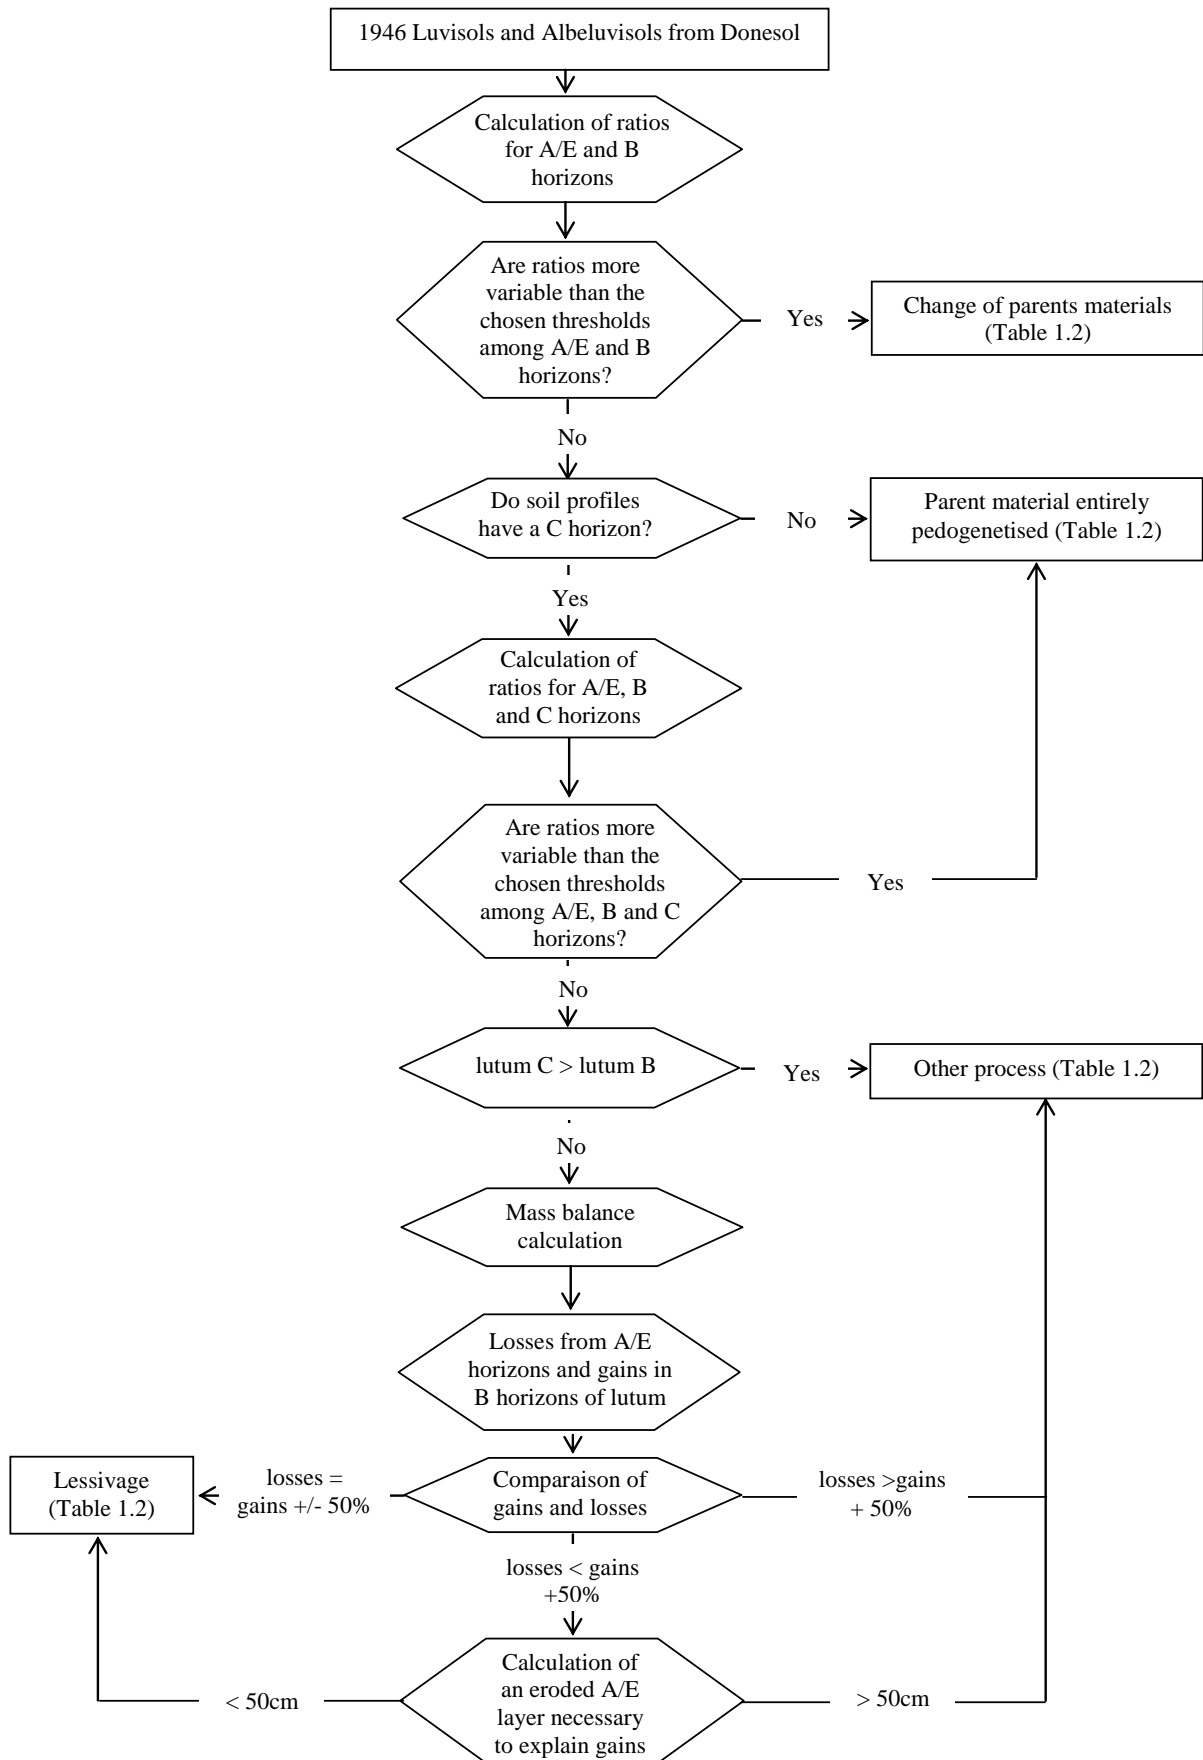 1946 Luvisols and Albeluvisols from Donesol
Calculation of ratios
for A/E and B
horizons
Are ratios more
variable than the
chosen thresholds
among A/E and B
horizons?
Yes
Change of parents materials
(Table 1.2)
No
Do soil profiles
have a C horizon?
No
Parent material entirely
pedogenetised (Table 1.2)
Yes
Calculation of
ratios for A/E, B
and C horizons
Are ratios more
variable than the
chosen thresholds
among A/E, B and C
horizons?
Yes
No
lutum C > lutum B
Yes
Other process (Table 1.2)
No
Mass balance
calculation
Losses from A/E
horizons and gains in
B horizons of lutum
Lessivage
(Table 1.2)
losses =
gains +/- 50%
Comparaison of
gains and losses
losses >gains
+ 50%
losses < gains
+50%
Calculation of
an eroded A/E
layer necessary
to explain gains
< 50cm
> 50cm